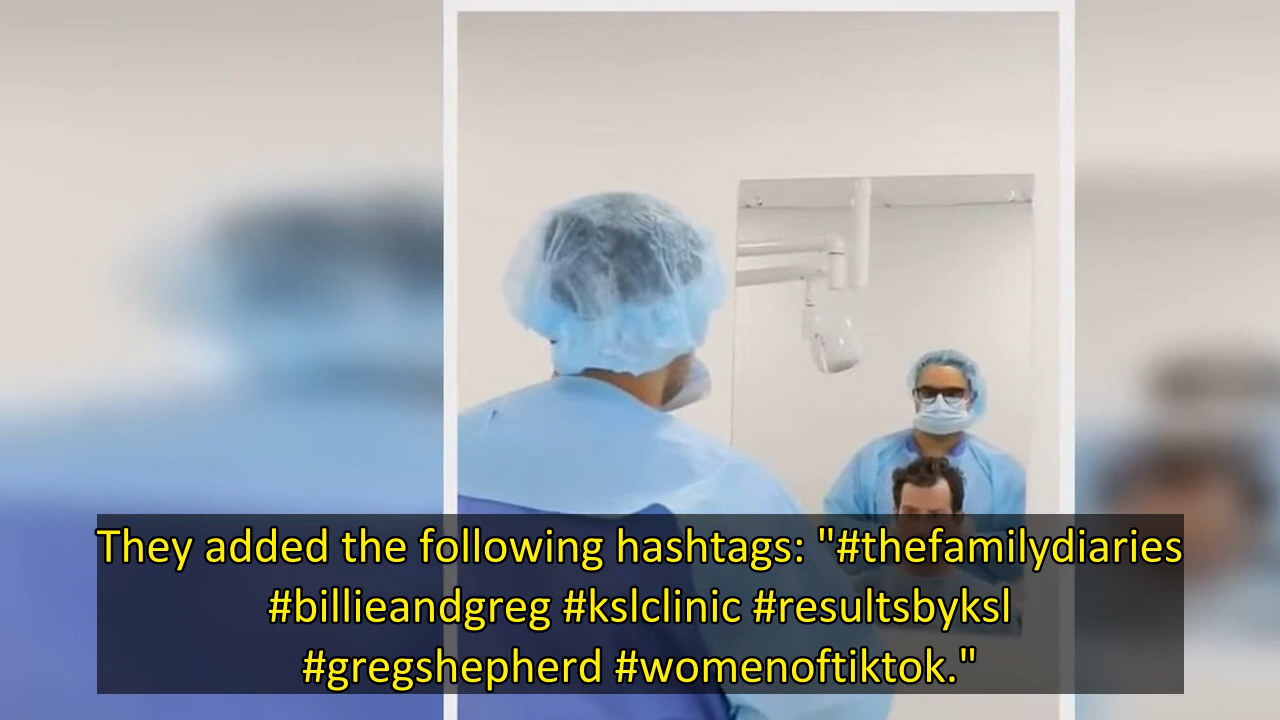 They added the following hashtags: "#thefamilydiaries
#billieandgreg #kslclinic #resultsbyksl
#gregshepherd #womenoftiktok."